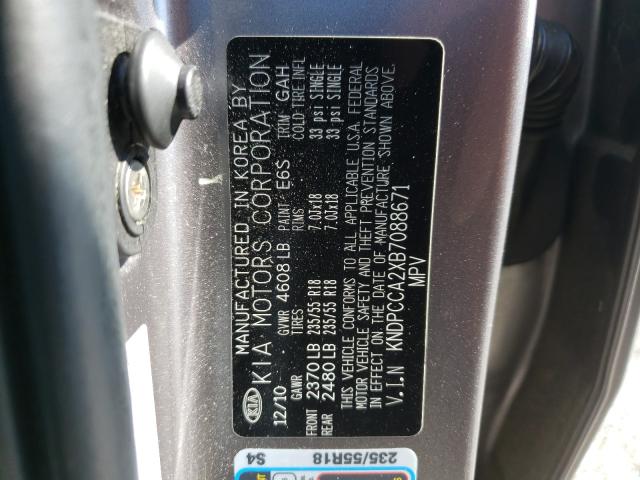 MANUFACTURED IN KOREA BY
KIA KIA MOTORS CORPORATION
12/10 GVWR 4608 LB PAINT E6S TRIM GAH
GAWR TIRES RIMS COLD TIRE INFL
FRONT 2370 LB 235/55 R18 7.0Jx18 33 psi SINGLE
REAR 2480 LB 235/55 R18 7.0Jx18 33 psi SINGLE
THIS VEHICLE CONFORMS TO ALL APPLICABLE U.S.A. FEDERAL
MOTOR VEHICLE SAFETY AND THEFT PREVENTION STANDARDS
IN EFFECT ON THE DATE OF MANUFACTURE SHOWN ABOVE.
V.I.N KNDPCCA2XB7088671
MPV
235/55R18 S4